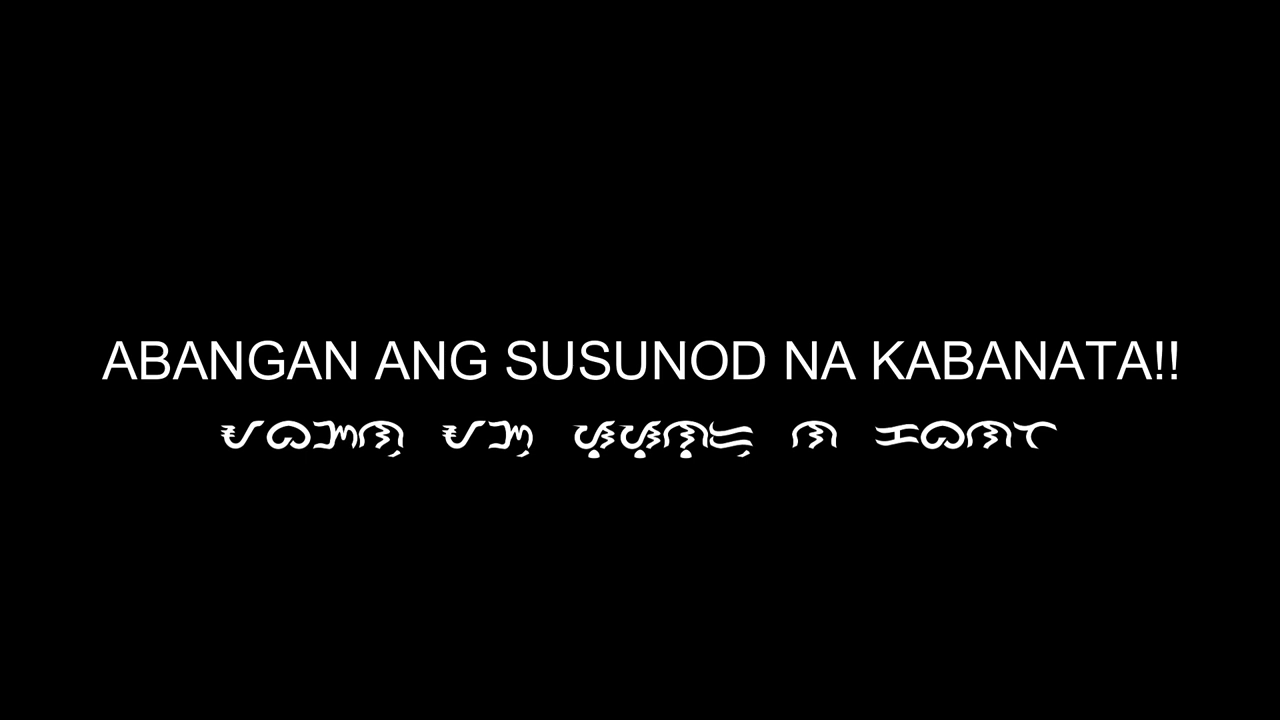 ABANGAN ANG SUSUNOD NA KABANATA!!
ᜀᜊᜅᜈ᜔ ᜀᜅ᜔ ᜐᜓᜐᜓᜈᜓᜇ᜔ ᜈ ᜃᜊᜈᜆ